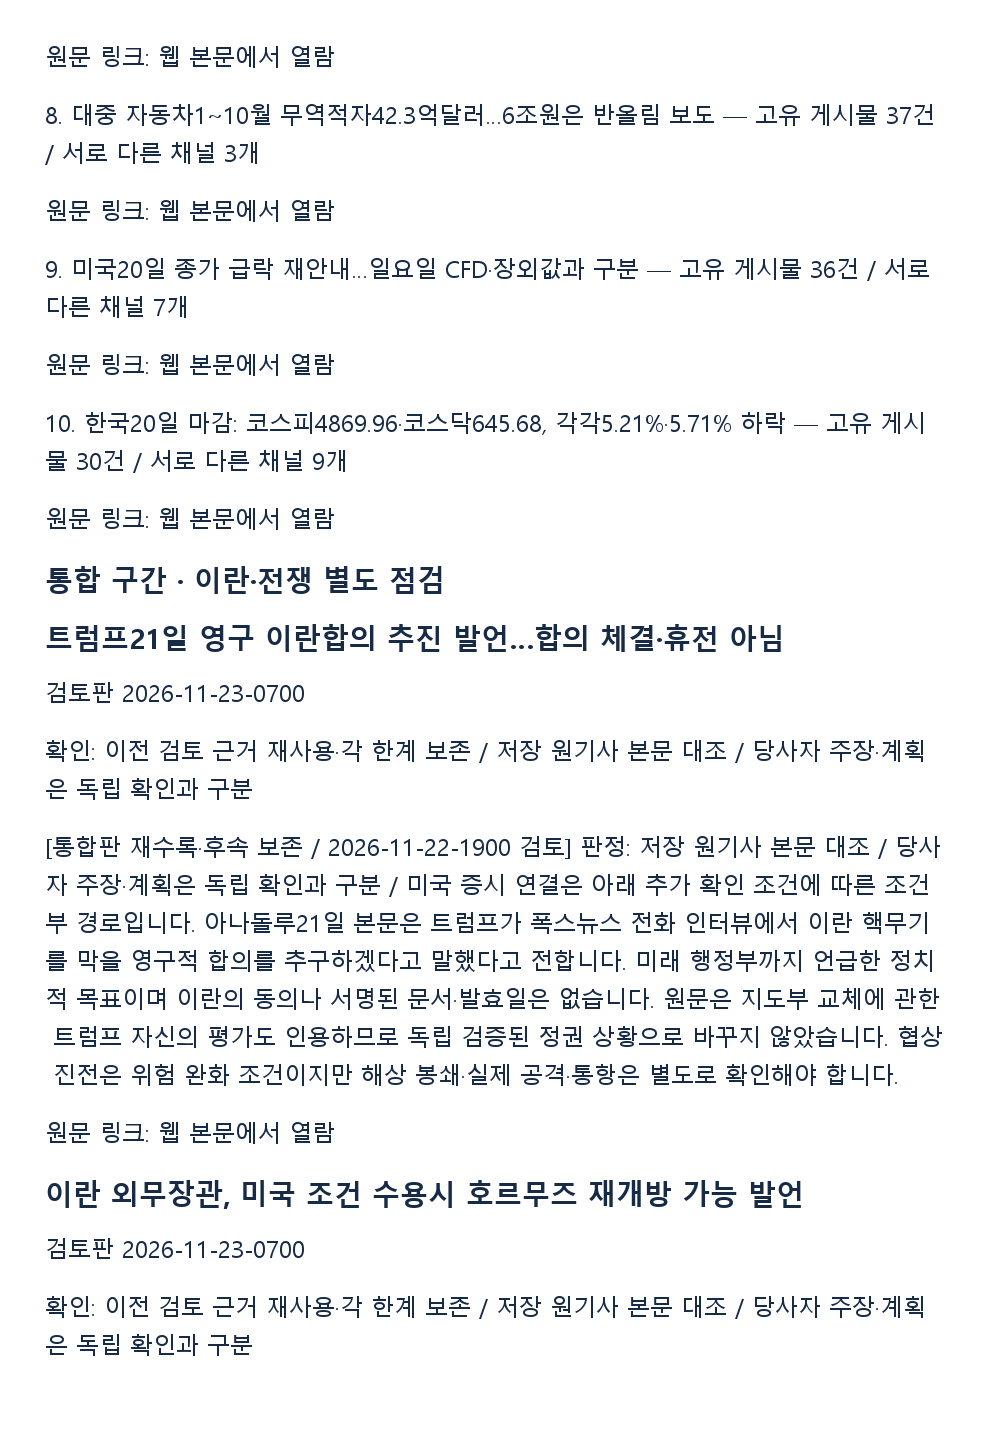 원문 링크: 웹 본문에서 열람
8. 대중 자동차1~10월 무역적자42.3억달러...6조원은 반올림 보도 — 고유 게시물 37건
/ 서로 다른 채널 3개
원문 링크: 웹 본문에서 열람
9. 미국20일 종가 급락 재안내...일요일 CFD·장외값과 구분 — 고유 게시물 36건 / 서로
다른 채널 7개
원문 링크: 웹 본문에서 열람
10. 한국20일 마감: 코스피4869.96·코스닥645.68, 각각5.21%·5.71% 하락 — 고유 게시
물 30건 / 서로 다른 채널 9개
원문 링크: 웹 본문에서 열람
통합 구간 · 이란·전쟁 별도 점검
트럼프21일 영구 이란합의 추진 발언...합의 체결·휴전 아님
검토판 2026-11-23-0700
확인: 이전 검토 근거 재사용·각 한계 보존 / 저장 원기사 본문 대조 / 당사자 주장·계획
은 독립 확인과 구분
[통합판 재수록·후속 보존 / 2026-11-22-1900 검토] 판정: 저장 원기사 본문 대조 / 당사
자 주장·계획은 독립 확인과 구분 / 미국 증시 연결은 아래 추가 확인 조건에 따른 조건
부 경로입니다. 아나돌루21일 본문은 트럼프가 폭스뉴스 전화 인터뷰에서 이란 핵무기
를 막을 영구적 합의를 추구하겠다고 말했다고 전합니다. 미래 행정부까지 언급한 정치
적 목표이며 이란의 동의나 서명된 문서·발효일은 없습니다. 원문은 지도부 교체에 관한
트럼프 자신의 평가도 인용하므로 독립 검증된 정권 상황으로 바꾸지 않았습니다. 협상
진전은 위험 완화 조건이지만 해상 봉쇄·실제 공격·통항은 별도로 확인해야 합니다.
원문 링크: 웹 본문에서 열람
이란 외무장관, 미국 조건 수용시 호르무즈 재개방 가능 발언
검토판 2026-11-23-0700
확인: 이전 검토 근거 재사용·각 한계 보존 / 저장 원기사 본문 대조 / 당사자 주장·계획
은 독립 확인과 구분